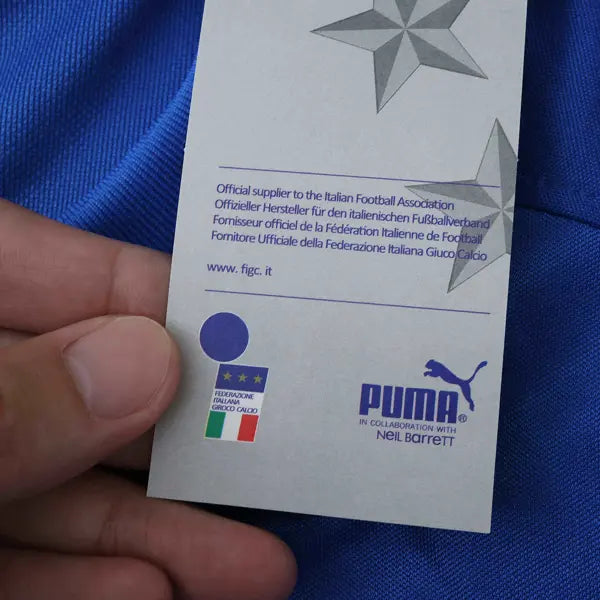 Official supplier to the Italian Football Association
Offizieller Hersteller für den italienischen Fußballverband
Fornisseur officiel de la Fédération Italienne de Football
Fornitore Ufficiale della Federazione Italiana Giuco Calcio
www. figc. it
FEDERAZIONE
ITALIANA
GIROCO CALCIO
PUMA®
IN COLLABORATION WITH
Neil Barrett